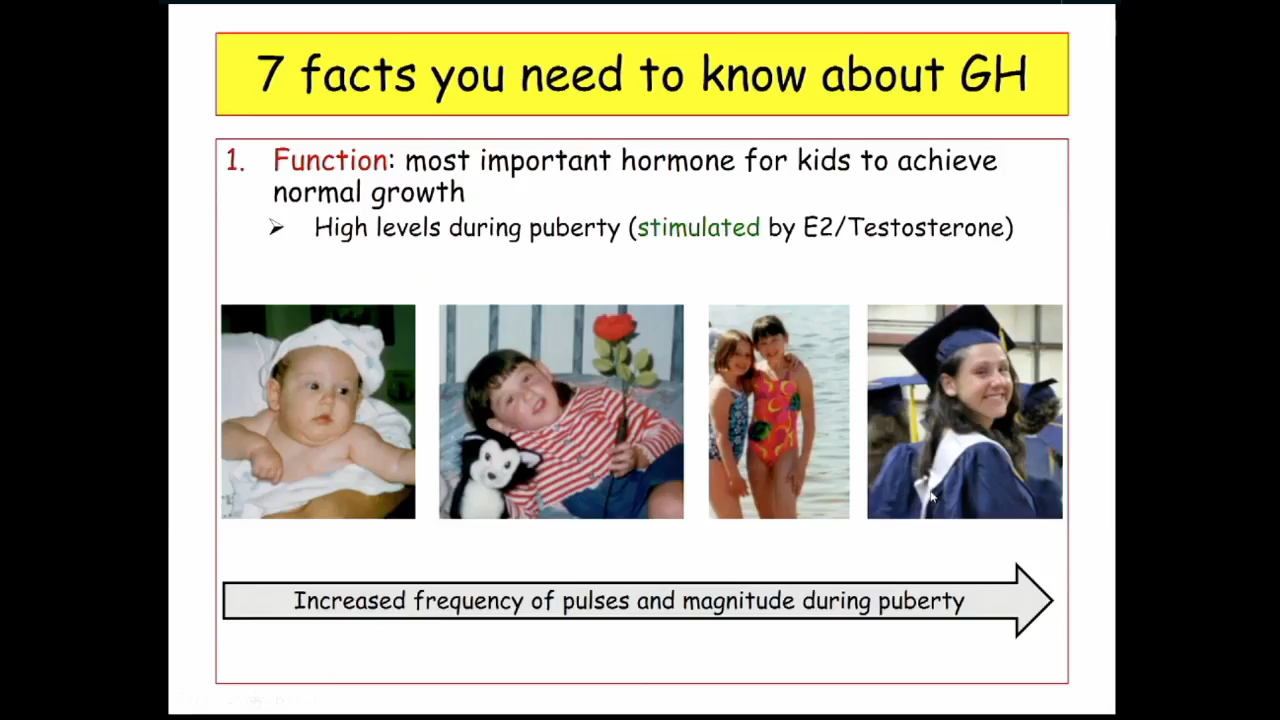 7 facts you need to know about GH
1. Function: most important hormone for kids to achieve
normal growth
➢ High levels during puberty (stimulated by E2/Testosterone)
Increased frequency of pulses and magnitude during puberty